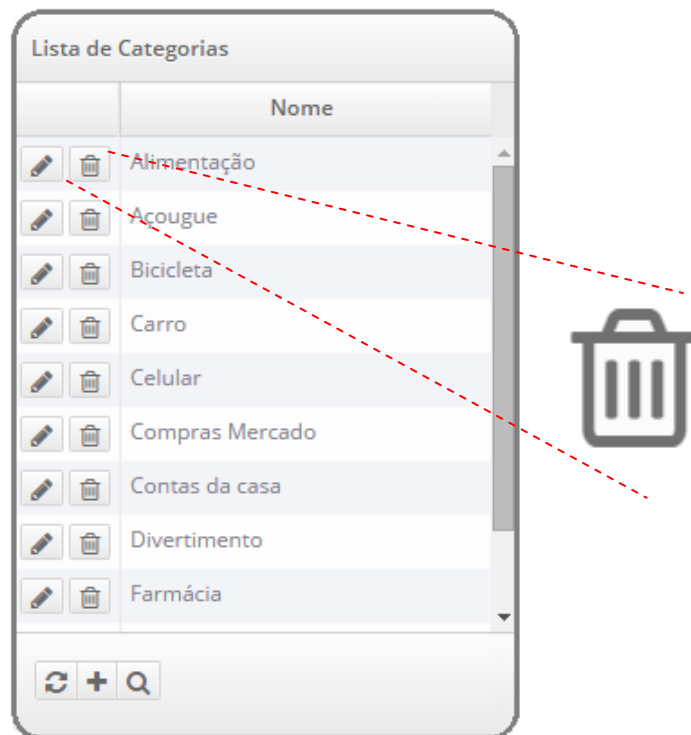 Lista de Categorias
Nome
Alimentação
Açougue
Bicicleta
Carro
Celular
Compras Mercado
Contas da casa
Divertimento
Farmácia